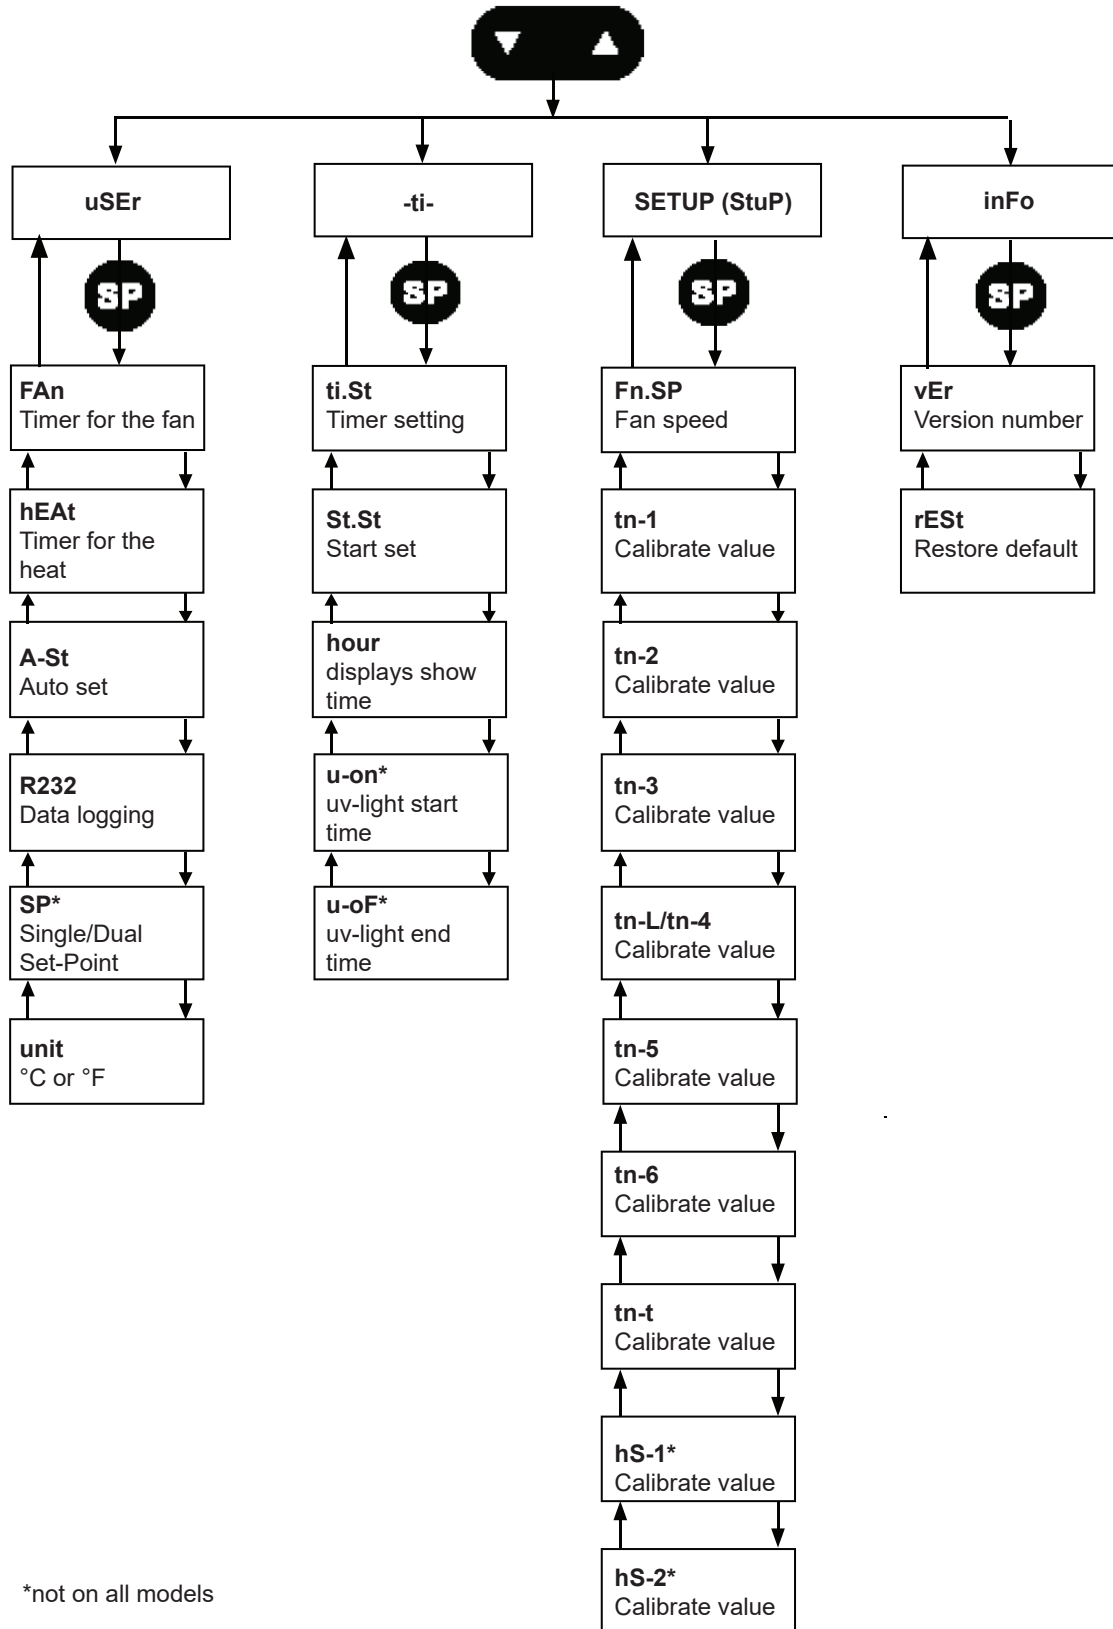 uSEr
-ti-
SETUP (StuP)
inFo
SP
SP
SP
SP
FAn
Timer for the fan
hEAt
Timer for the
heat
A-St
Auto set
R232
Data logging
SP*
Single/Dual
Set-Point
unit
°C or °F
ti.St
Timer setting
St.St
Start set
hour
displays show
time
u-on*
uv-light start
time
u-oF*
uv-light end
time
Fn.SP
Fan speed
tn-1
Calibrate value
tn-2
Calibrate value
tn-3
Calibrate value
tn-L/tn-4
Calibrate value
tn-5
Calibrate value
tn-6
Calibrate value
tn-t
Calibrate value
hS-1*
Calibrate value
hS-2*
Calibrate value
vEr
Version number
rESt
Restore default
*not on all models